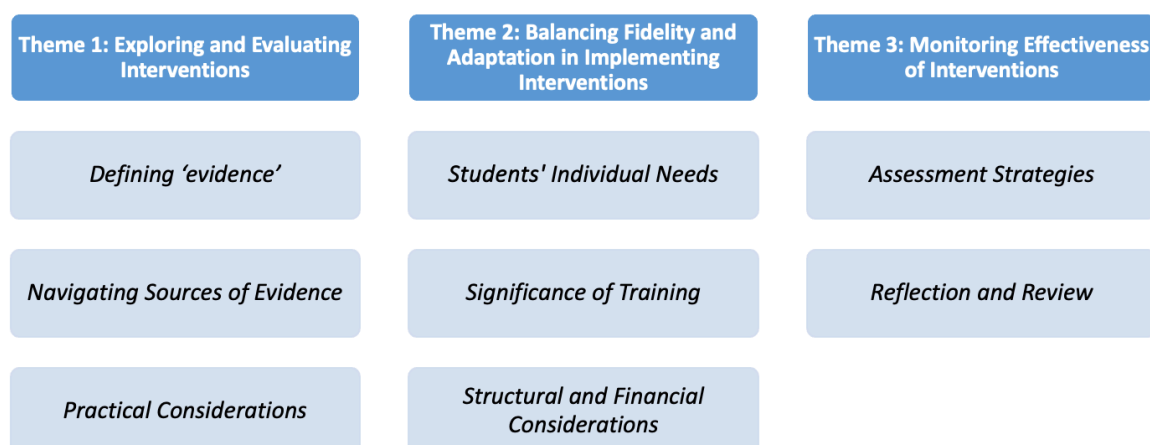 Theme 1: Exploring and Evaluating
Interventions
Defining ‘evidence’
Navigating Sources of Evidence
Practical Considerations
Theme 2: Balancing Fidelity and
Adaptation in Implementing
Interventions
Students' Individual Needs
Significance of Training
Structural and Financial
Considerations
Theme 3: Monitoring Effectiveness
of Interventions
Assessment Strategies
Reflection and Review